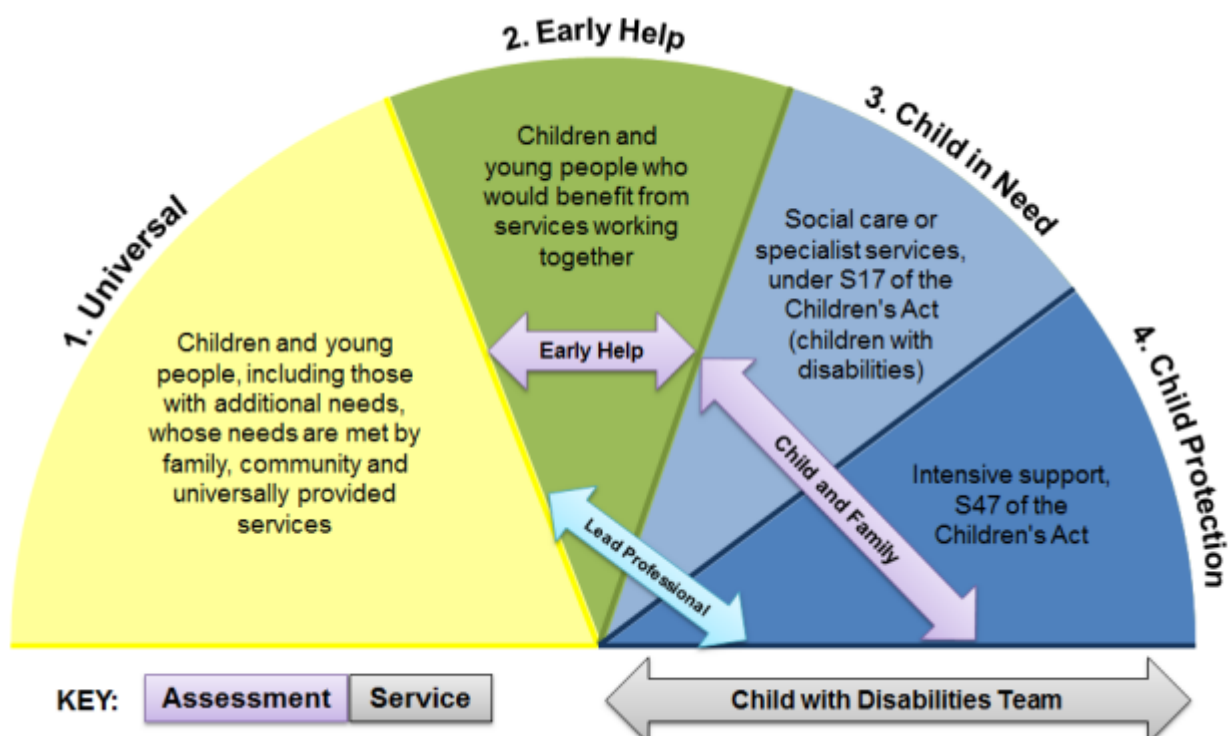 1. Universal
2. Early Help
3. Child in Need
4. Child Protection
Children and young
people, including those
with additional needs,
whose needs are met by
family, community and
universally provided
services
Children and
young people who
would benefit from
services working
together
Early Help
Social care or
specialist services,
under S17 of the
Children's Act
(children with
disabilities)
Child and Family
Lead Professional
Intensive support,
S47 of the
Children's Act
KEY:
Assessment
Service
Child with Disabilities Team